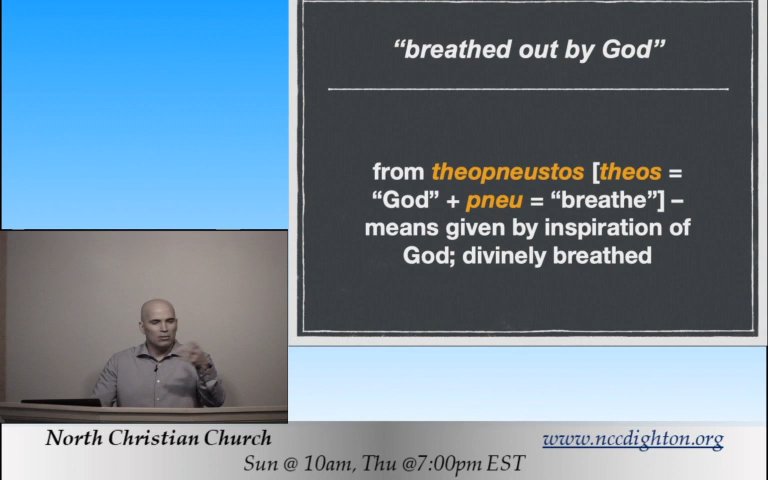 “breathed out by God”
from theopneustos [theos =
“God” + pneu = “breathe”] –
means given by inspiration of
God; divinely breathed
North Christian Church
www.nccdighton.org
Sun @ 10am, Thu @7:00pm EST